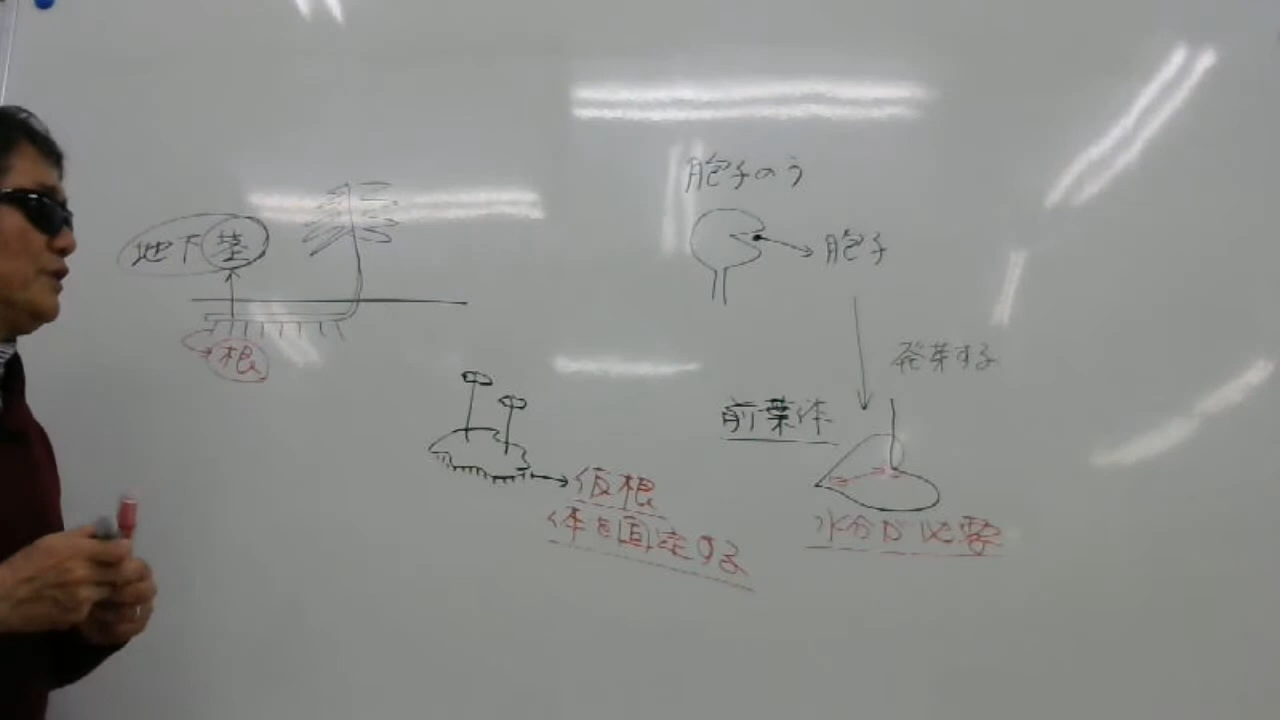 地下茎
根
仮根
体を固定する
胞子のう
胞子
発芽する
前葉体
水分が必要